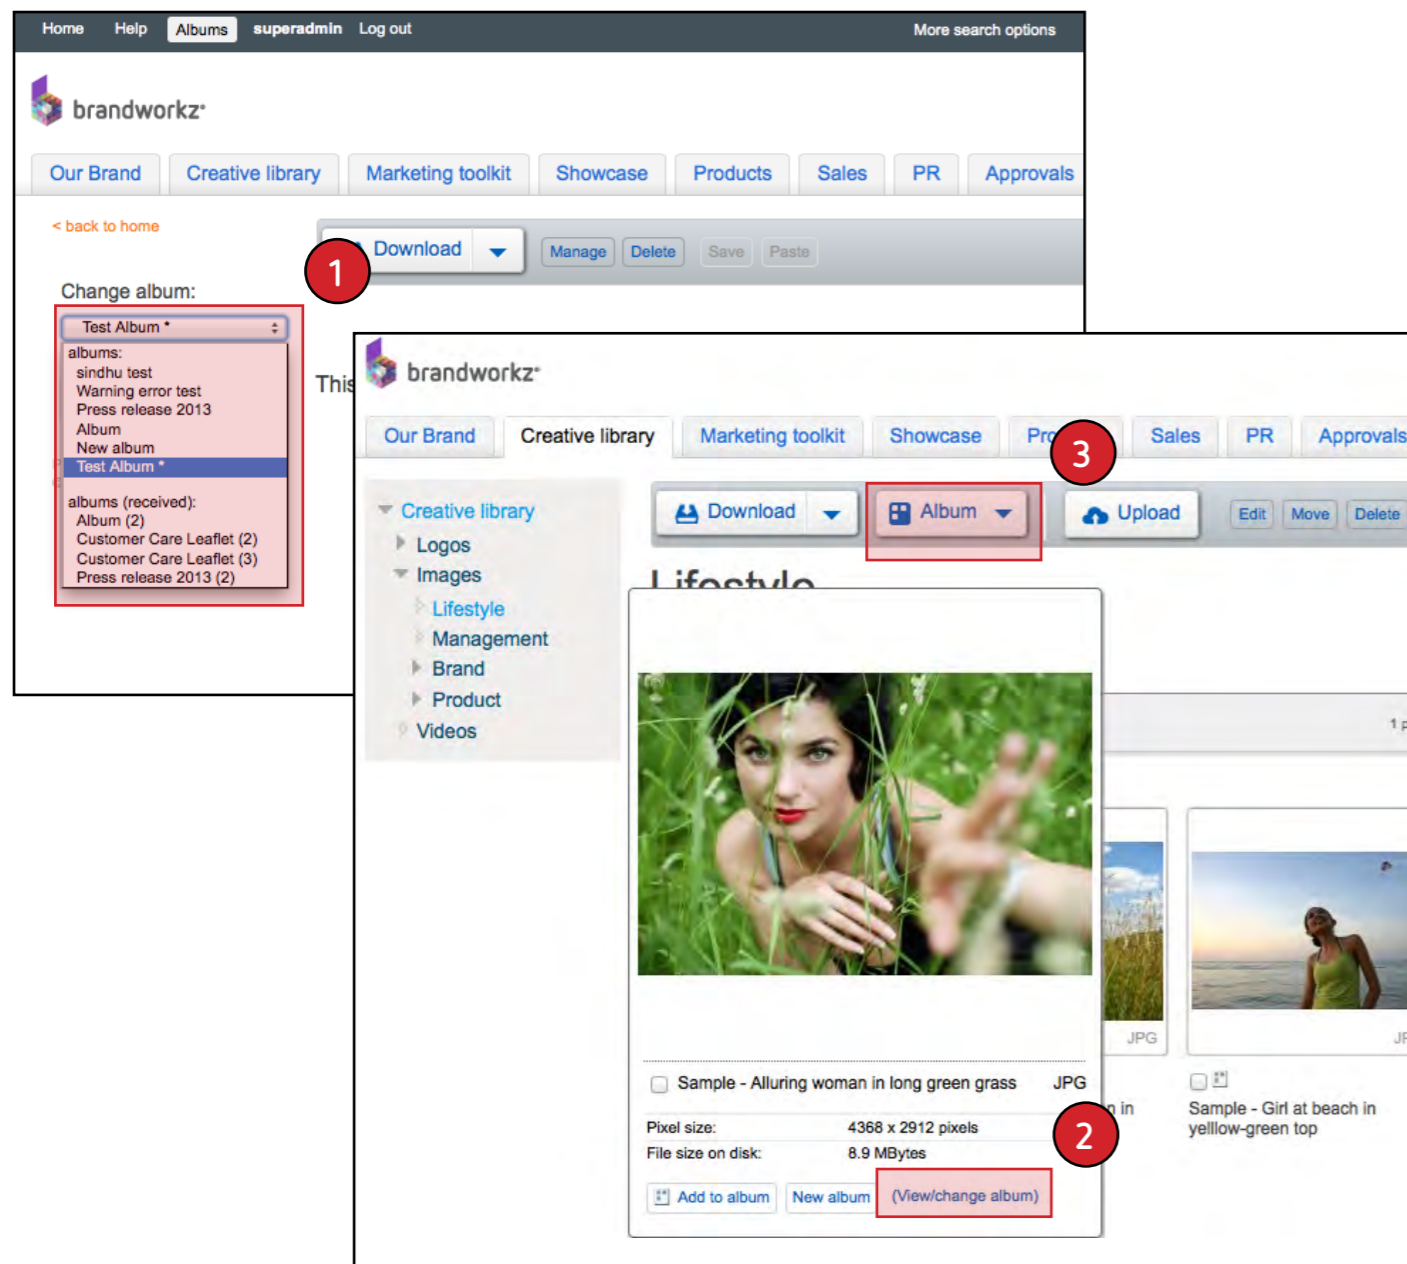 Home Help Albums superadmin Log out More search options
brandworkz
Our Brand Creative library Marketing toolkit Showcase Products Sales PR Approvals
< back to home
Download Manage Delete Save Paste
1
Change album:
Test Album *
albums:
sindhu test
Warning error test
Press release 2013
Album
New album
Test Album *
albums (received):
Album (2)
Customer Care Leaflet (2)
Customer Care Leaflet (3)
Press release 2013 (2)
This
brandworkz
Our Brand Creative library Marketing toolkit Showcase Sales PR Approvals
3
Download Album Upload Edit Move Delete
Creative library
Logos
Images
Lifestyle
Management
Brand
Product
Videos
Lifestyle
1
JPG
Sample - Alluring woman in long green grass JPG
Pixel size: 4368 x 2912 pixels
File size on disk: 8.9 MBytes
2
Add to album New album (View/change album)
in
Sample - Girl at beach in
yelllow-green top